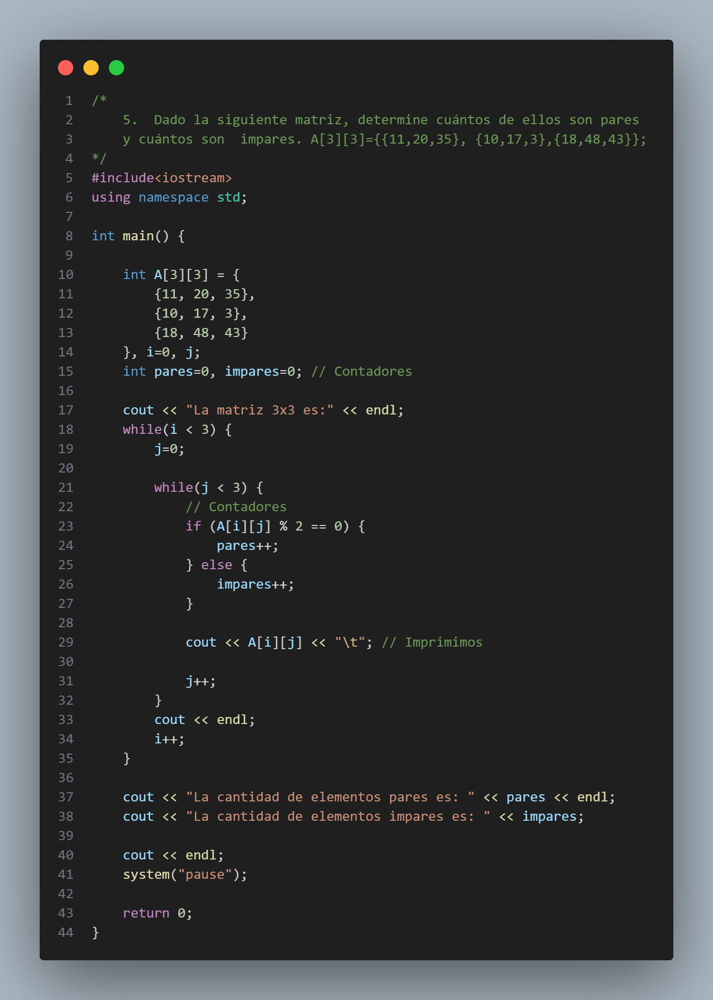 1 /*
2     5.  Dado la siguiente matriz, determine cuántos de ellos son pares
3     y cuántos son  impares. A[3][3]={{11,20,35}, {10,17,3},{18,48,43}};
4 */
5 #include<iostream>
6 using namespace std;
7
8 int main() {
9
10     int A[3][3] = {
11         {11, 20, 35},
12         {10, 17, 3},
13         {18, 48, 43}
14     }, i=0, j;
15     int pares=0, impares=0; // Contadores
16
17     cout << "La matriz 3x3 es:" << endl;
18     while(i < 3) {
19         j=0;
20
21         while(j < 3) {
22             // Contadores
23             if (A[i][j] % 2 == 0) {
24                 pares++;
25             } else {
26                 impares++;
27             }
28
29             cout << A[i][j] << "\t"; // Imprimimos
30
31             j++;
32         }
33         cout << endl;
34         i++;
35     }
36
37     cout << "La cantidad de elementos pares es: " << pares << endl;
38     cout << "La cantidad de elementos impares es: " << impares;
39
40     cout << endl;
41     system("pause");
42
43     return 0;
44 }